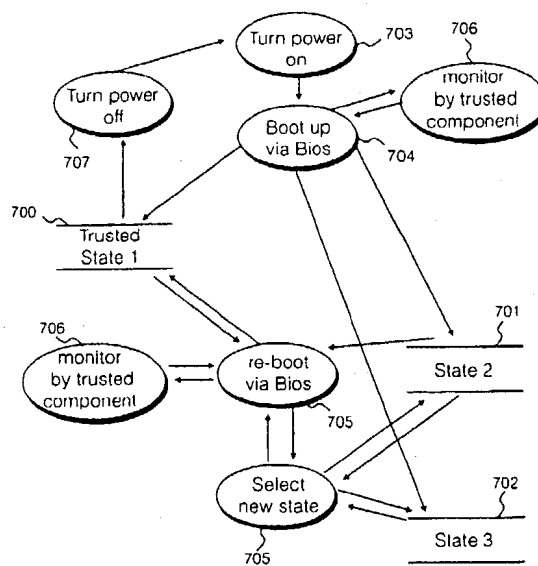 Turn power
on
703
706
monitor
by trusted
component
Turn power
off
707
Boot up
via Bios
704
700
Trusted
State 1
701
State 2
706
monitor
by trusted
component
re-boot
via Bios
705
Select
new state
705
702
State 3